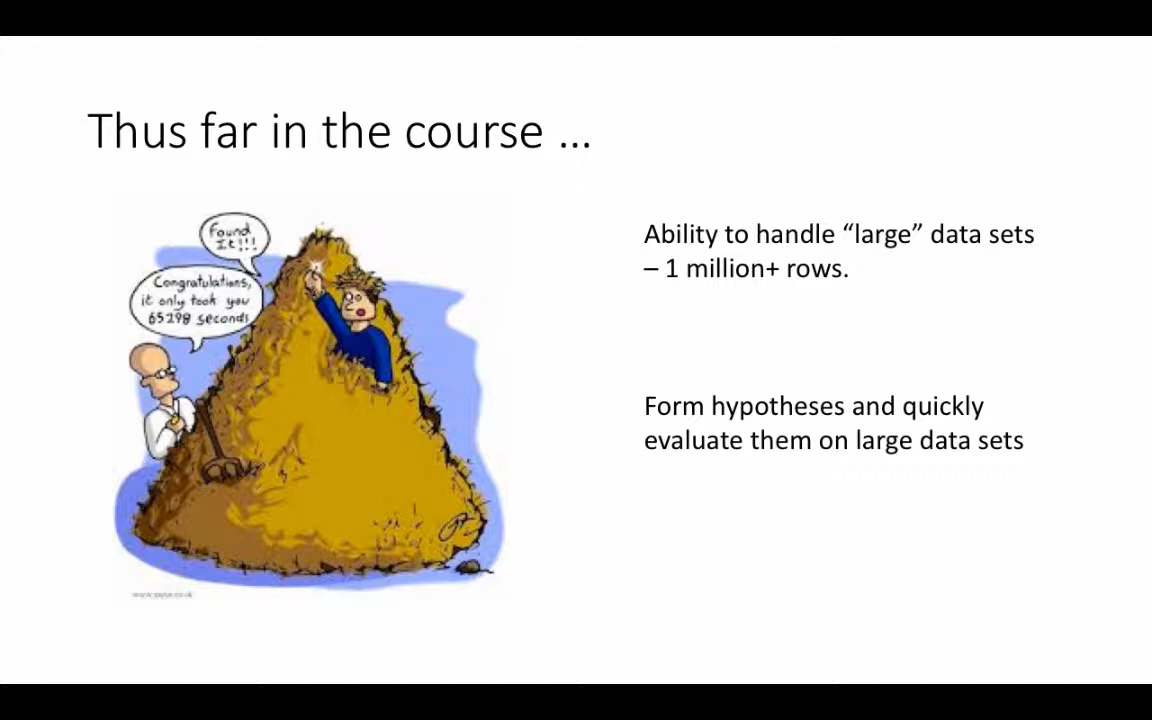 Thus far in the course ...
Found
It!!!
Congratulations,
it only took you
65298 seconds
Ability to handle “large” data sets
– 1 million+ rows.
Form hypotheses and quickly
evaluate them on large data sets